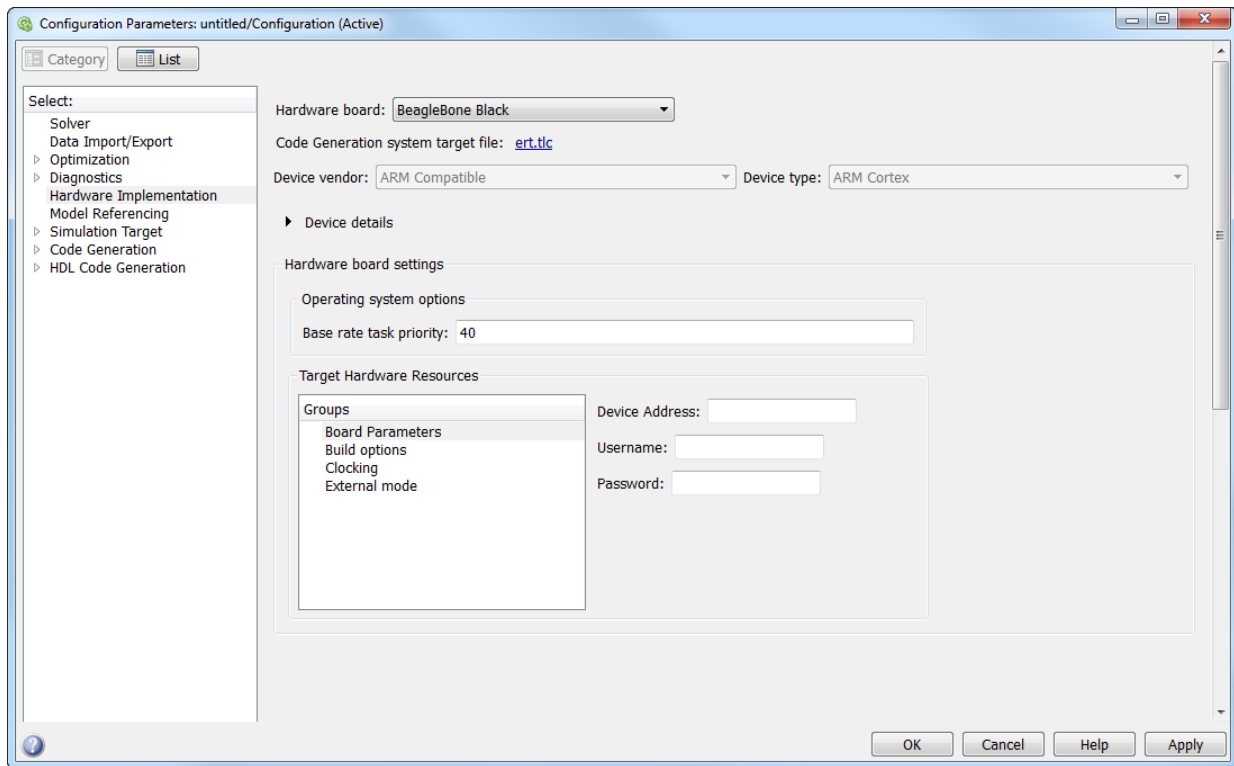 Configuration Parameters: untitled/Configuration (Active)
Category List
Select:
Solver
Data Import/Export
Optimization
Diagnostics
Hardware Implementation
Model Referencing
Simulation Target
Code Generation
HDL Code Generation
Hardware board: BeagleBone Black
Code Generation system target file: ert.tlc
Device vendor: ARM Compatible Device type: ARM Cortex
Device details
Hardware board settings
Operating system options
Base rate task priority: 40
Target Hardware Resources
Groups
Board Parameters
Build options
Clocking
External mode
Device Address:
Username:
Password:
OK Cancel Help Apply